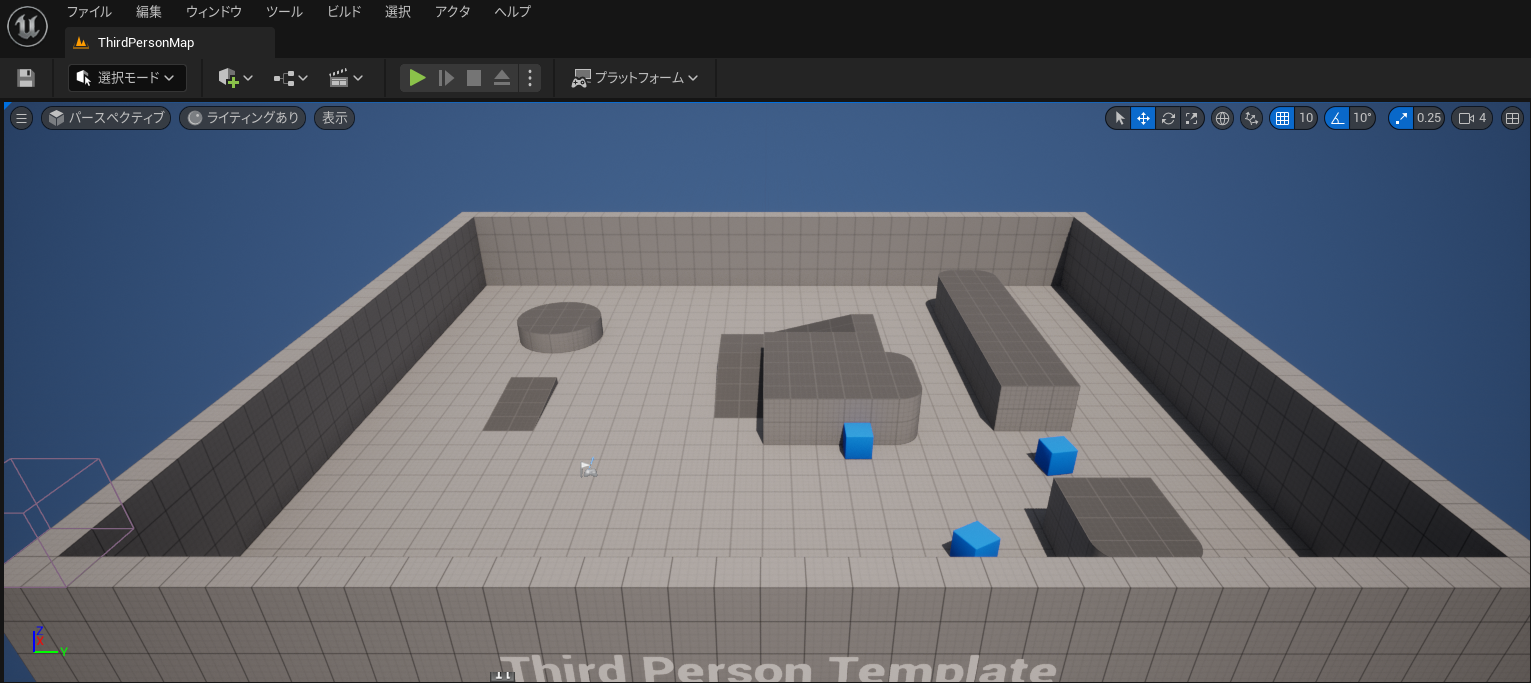 ファイル 編集 ウィンドウ ツール ビルド 選択 アクタ ヘルプ
ThirdPersonMap
選択モード プラットフォーム
パースペクティブ ライティングあり 表示 10 10° 0.25 4
Z
X
Y
Third Person Template